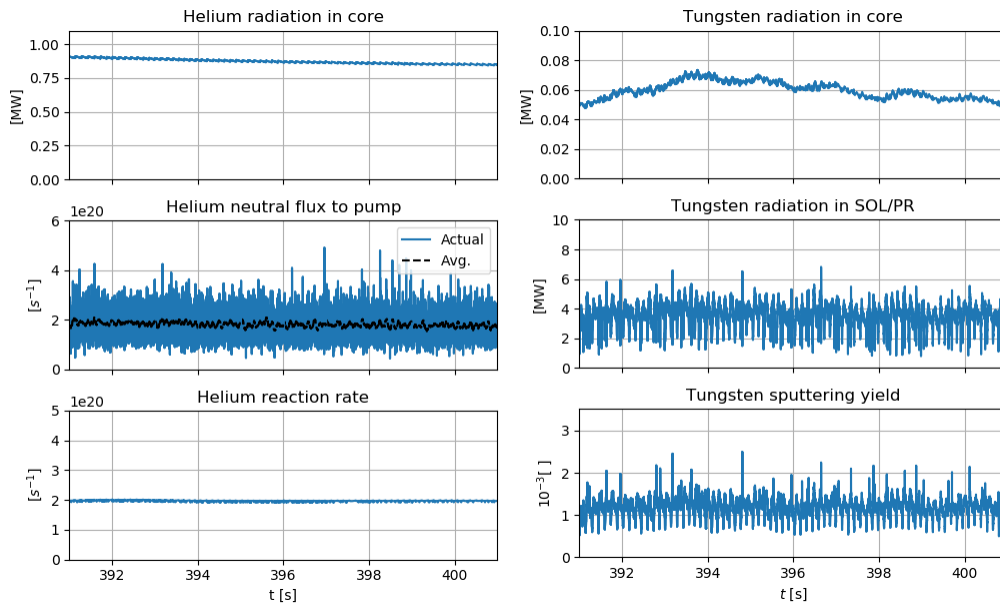 Helium radiation in core
1.00
0.75
0.50
0.25
0.00
[MW]
Tungsten radiation in core
0.10
0.08
0.06
0.04
0.02
0.00
[MW]
1e20
Helium neutral flux to pump
6
4
2
0
[s⁻¹]
Actual
Avg.
Tungsten radiation in SOL/PR
10
8
6
4
2
0
[MW]
1e20
Helium reaction rate
5
4
3
2
1
0
[s⁻¹]
392 394 396 398 400
t [s]
Tungsten sputtering yield
3
2
1
0
10⁻³[ ]
392 394 396 398 400
t [s]